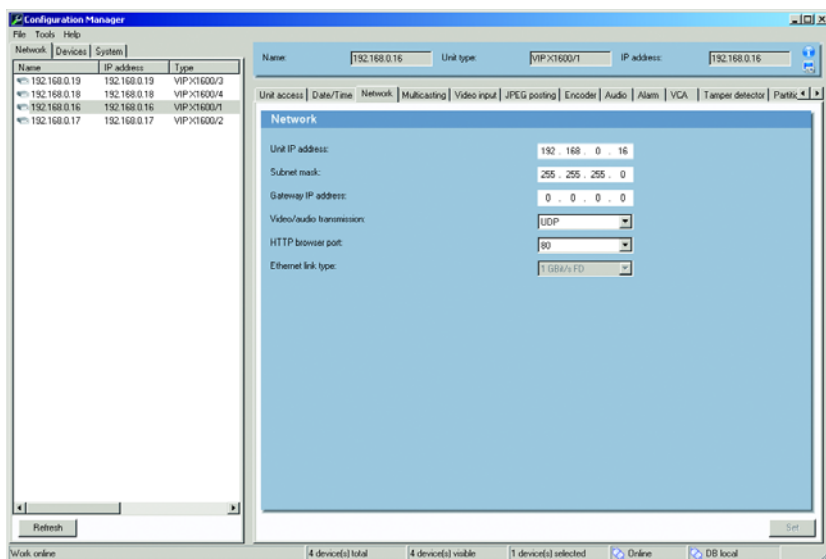 Configuration Manager
File Tools Help
Network Devices System
Name IP address Type
192.168.0.19 192.168.0.19 VIP X1600/3
192.168.0.18 192.168.0.18 VIP X1600/4
192.168.0.16 192.168.0.16 VIP X1600/1
192.168.0.17 192.168.0.17 VIP X1600/2
Refresh
Name: 192.168.0.16 Unit type: VIP X1600/1 IP address: 192.168.0.16
Unit access Date/Time Network Multicasting Video input JPEG posting Encoder Audio Alarm VCA Tamper detector Partitic
Network
Unit IP address: 192 . 168 . 0 . 16
Subnet mask: 255 . 255 . 255 . 0
Gateway IP address: 0 . 0 . 0 . 0
Video/audio transmission: UDP
HTTP browser port: 80
Ethernet link type: 1 GBit/s FD
Set
Work online 4 device(s) total 4 device(s) visible 1 device(s) selected Online DB local